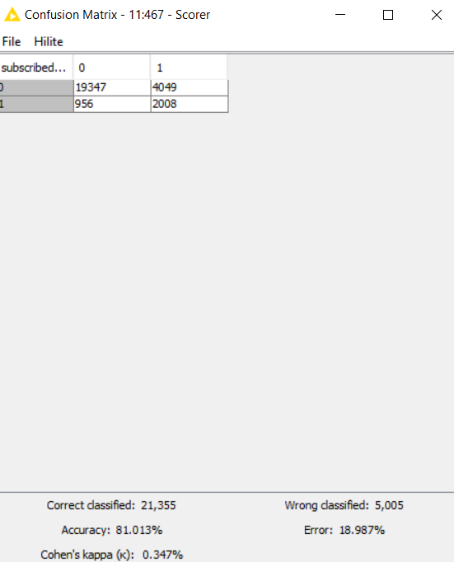 Confusion Matrix - 11:467 - Scorer
File Hilite
subscribed... 0 1
0 19347 4049
1 956 2008
Correct classified: 21,355 Wrong classified: 5,005
Accuracy: 81.013% Error: 18.987%
Cohen's kappa (κ): 0.347%